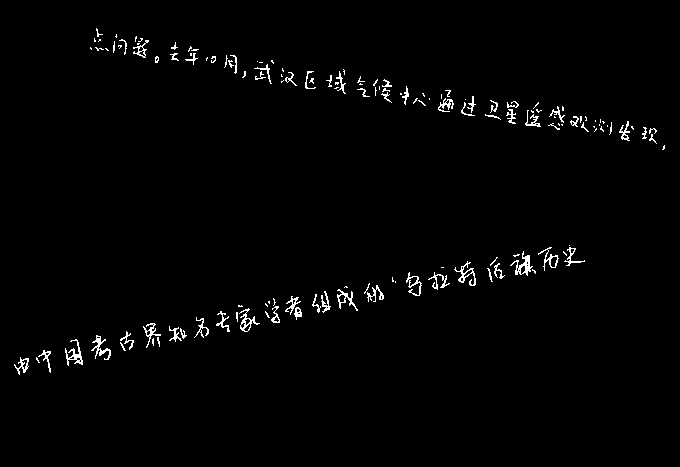 点问题。去年10月,武汉区域气候中心通过卫星遥感观测发现,
由中国考古界知名专家学者组成的“乌拉特后旗历史